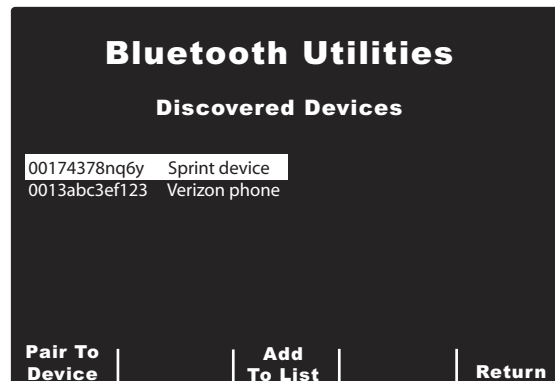 Bluetooth Utilities
Discovered Devices
00174378nq6y Sprint device
0013abc3ef123 Verizon phone
Pair To Device
Add To List
Return